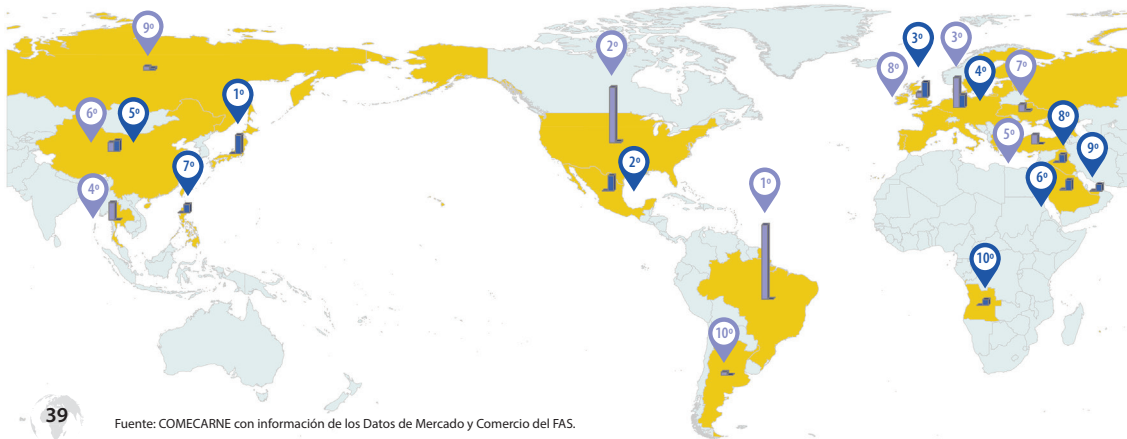 9º
2º
3º
3º
8º
4º
7º
1º
6º
5º
8º
5º
7º
2º
9º
4º
1º
6º
10º
10º
39
Fuente: COMECARNE con información de los Datos de Mercado y Comercio del FAS.